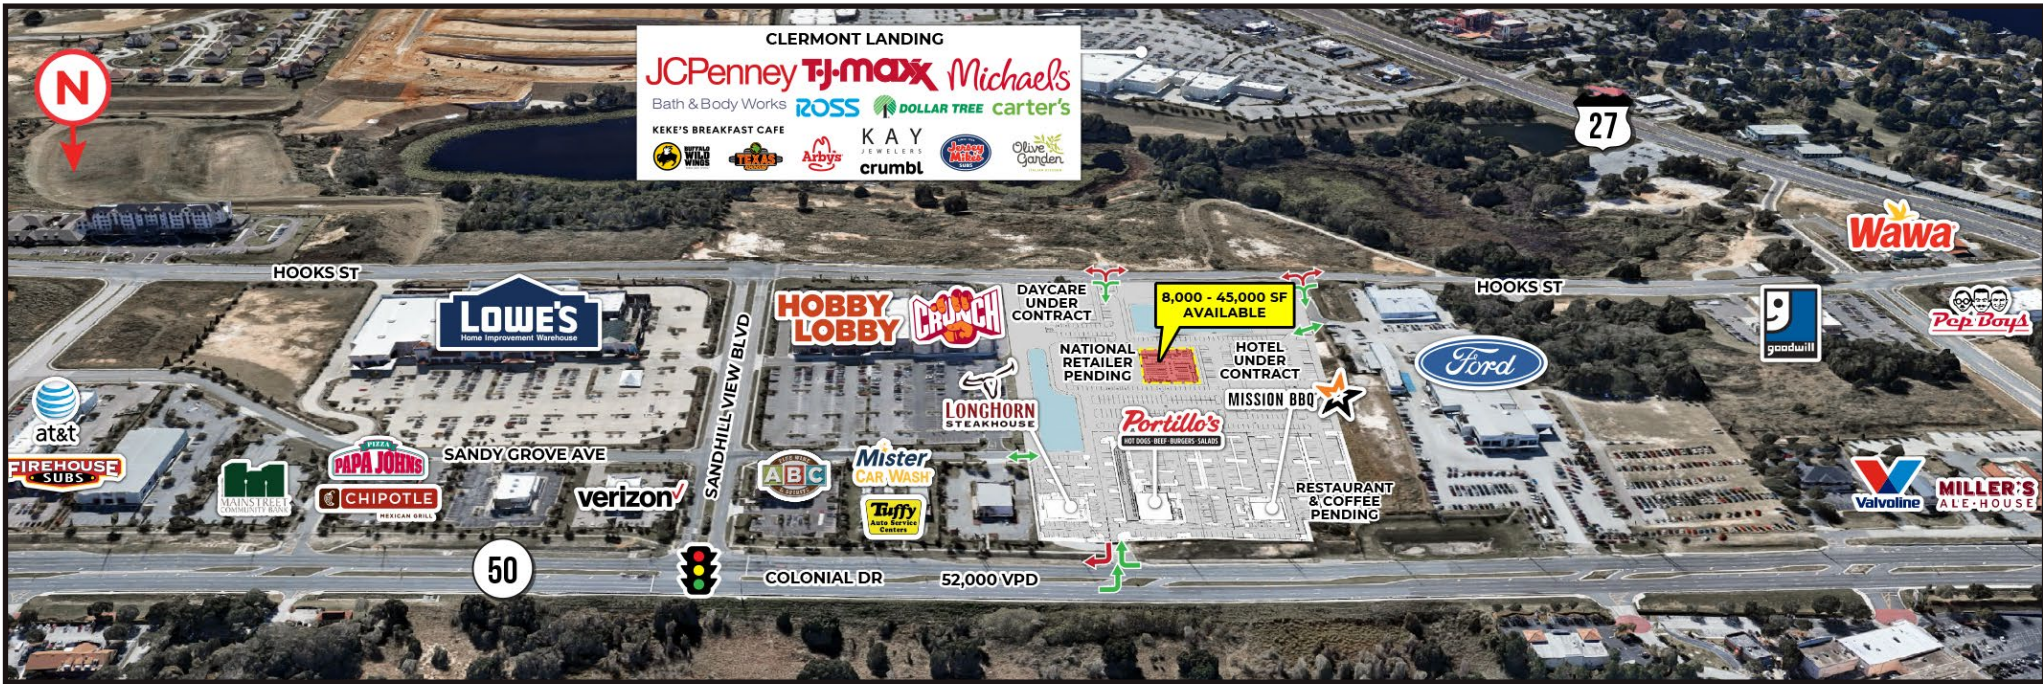 N
CLERMONT LANDING
JCPenney T·J·maxx Michaels
Bath & Body Works ROSS DOLLAR TREE carter's
KEKE'S BREAKFAST CAFE
BUFFALO
WILD
WINGS
TEXAS
Arby's
KAY
JEWELERS
crumbl
Jersey
Mike's
SUBS
Olive
Garden
27
Wawa
HOOKS ST
LOWE'S
Home Improvement Warehouse
SANDHILL VIEW BLVD
HOBBY
LOBBY
CRUNCH
DAYCARE
UNDER
CONTRACT
8,000 - 45,000 SF
AVAILABLE
HOOKS ST
goodwill
Pep Boys
NATIONAL
RETAILER
PENDING
HOTEL
UNDER
CONTRACT
Ford
LONGHORN
STEAKHOUSE
MISSION BBQ
Portillo's
HOT DOGS·BEEF·BURGERS·SALADS
at&t
FIREHOUSE
SUBS
MAINSTREET
COMMUNITY BANK
PIZZA
PAPA JOHNS
CHIPOTLE
MEXICAN GRILL
SANDY GROVE AVE
verizon
FINE WINE
ABC
& SPIRITS
Mister
CAR WASH
Tuffy
Auto Service
Centers
RESTAURANT
& COFFEE
PENDING
Valvoline
MILLER'S
ALE·HOUSE
50
COLONIAL DR
52,000 VPD